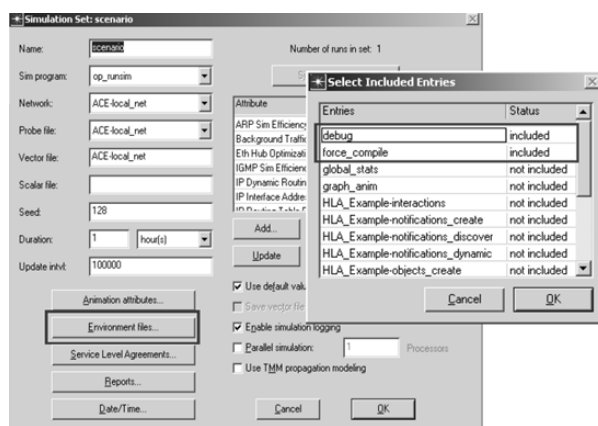 Simulation Set: scenario
Name: scenario
Number of runs in set: 1
Sim program: op_runsim
Network: ACE-local_net
Probe file: ACE-local_net
Vector file: ACE-local_net
Scalar file:
Seed: 128
Duration: 1 hour(s)
Update intvl: 100000
Animation attributes...
Environment files...
Service Level Agreements...
Reports...
Date/Time...
Attribute
ARP Sim Efficiency
Background Traffic
Eth Hub Optimizati
IGMP Sim Efficienc
IP Dynamic Routin
IP Interface Addres
Add...
Update
Use default valu
Save vector file
Enable simulation logging
Parallel simulation: 1 Processors
Use TMM propagation modeling
Cancel OK
Select Included Entries
Entries Status
debug included
force_compile included
global_stats not included
graph_anim not included
HLA_Example-interactions not included
HLA_Example-notifications_create not included
HLA_Example-notifications_discover not included
HLA_Example-notifications_dynamic not included
HLA_Example-objects_create not included
Cancel OK